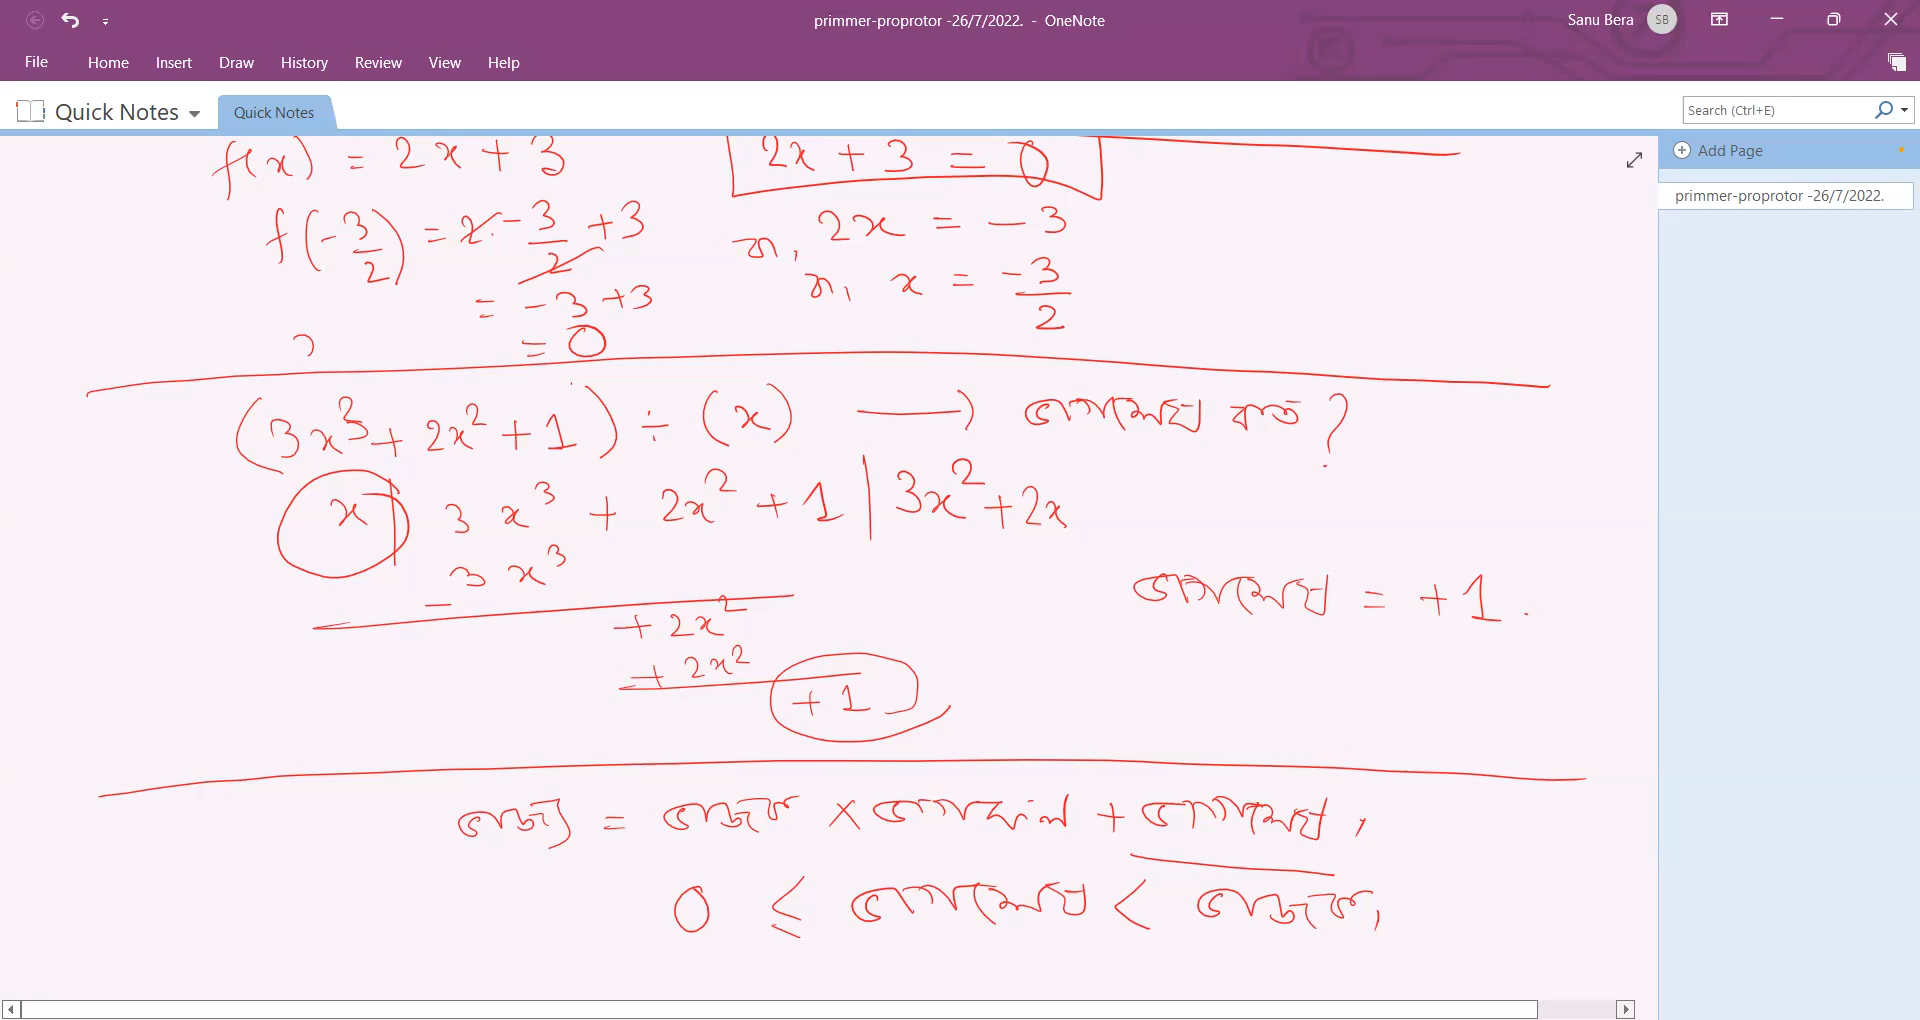 primmer-proprotor -26/7/2022. - OneNote
Sanu Bera SB
File Home Insert Draw History Review View Help
Quick Notes
Quick Notes
Search (Ctrl+E)
Add Page
primmer-proprotor -26/7/2022.
f(x) = 2x + 3
2x + 3 = 0
f(-3/2) = 2.-3/2 + 3
বা, 2x = -3
= -3 + 3
বা, x = -3/2
= 0
(3x³ + 2x² + 1) ÷ (x) → ভাগশেষ কত ?
x | 3x³ + 2x² + 1 | 3x² + 2x
- 3x³
+ 2x²
+ 2x²
+ 1
ভাগশেষ = +1.
ভাজ্য = ভাজক × ভাগফল + ভাগশেষ,
0 ≤ ভাগশেষ < ভাজক,